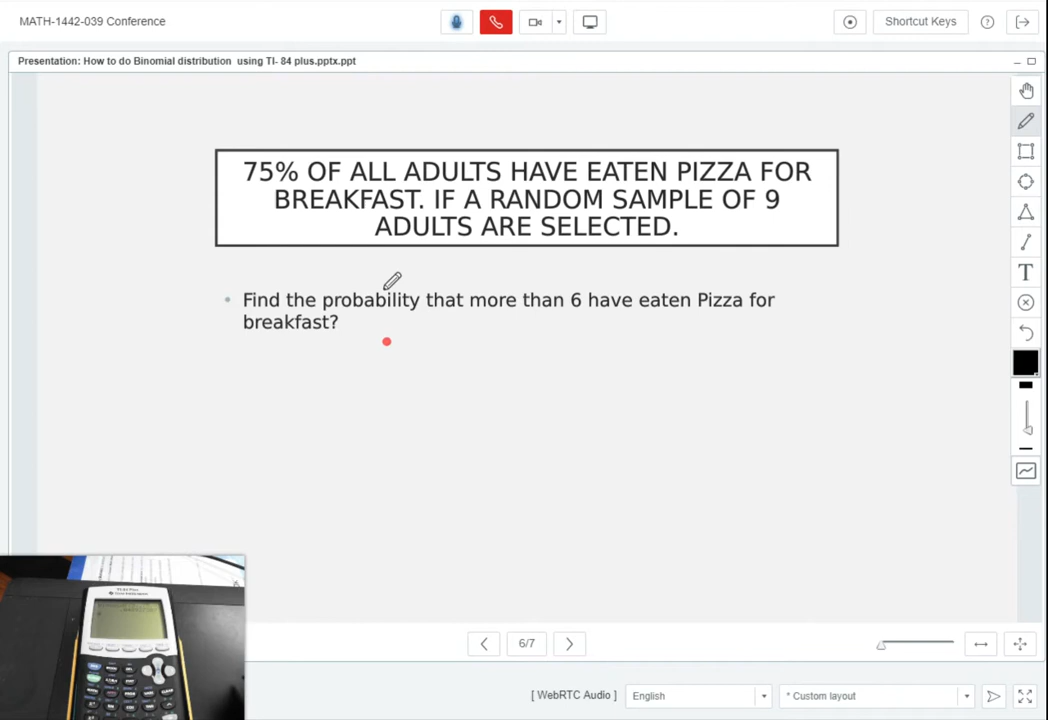 MATH-1442-039 Conference
Shortcut Keys
Presentation: How to do Binomial distribution using TI- 84 plus.pptx.ppt
75% OF ALL ADULTS HAVE EATEN PIZZA FOR
BREAKFAST. IF A RANDOM SAMPLE OF 9
ADULTS ARE SELECTED.
• Find the probability that more than 6 have eaten Pizza for
breakfast?
T
6/7
[ WebRTC Audio ]
English
* Custom layout